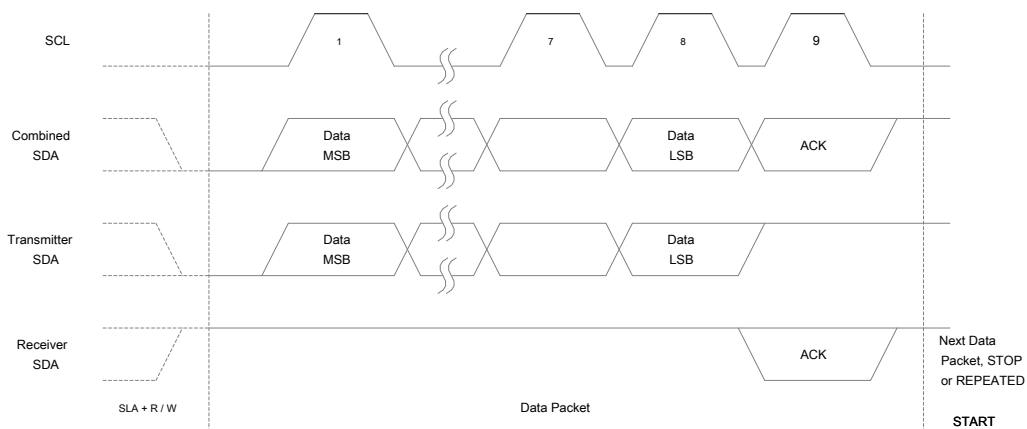 SCL
1
7
8
9
Combined
SDA
Data
MSB
Data
LSB
ACK
Transmitter
SDA
Data
MSB
Data
LSB
Receiver
SDA
ACK
Next Data
Packet, STOP
or REPEATED
START
SLA + R / W
Data Packet